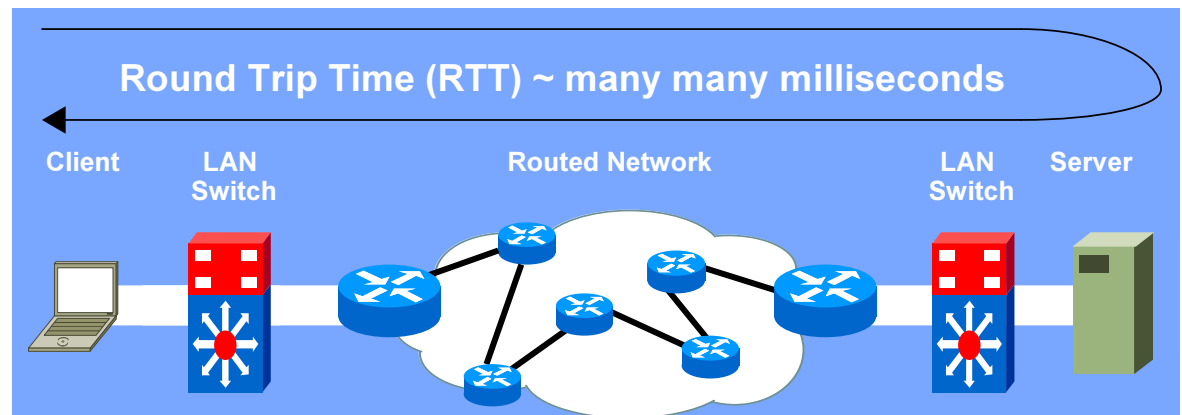 Round Trip Time (RTT) ~ many many milliseconds
Client
LAN
Switch
Routed Network
LAN
Switch
Server